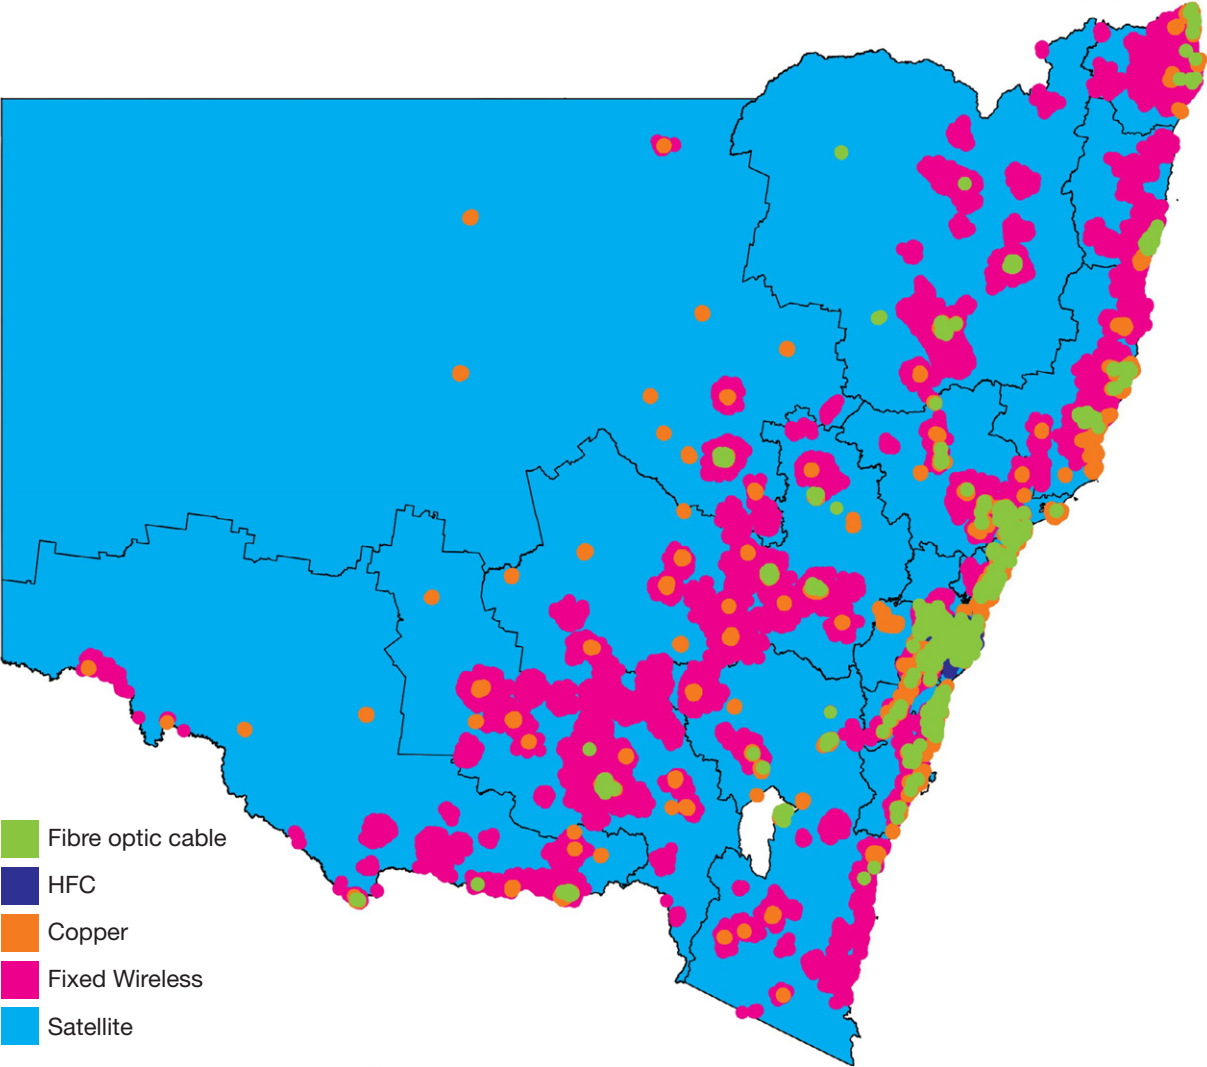 Fibre optic cable
HFC
Copper
Fixed Wireless
Satellite